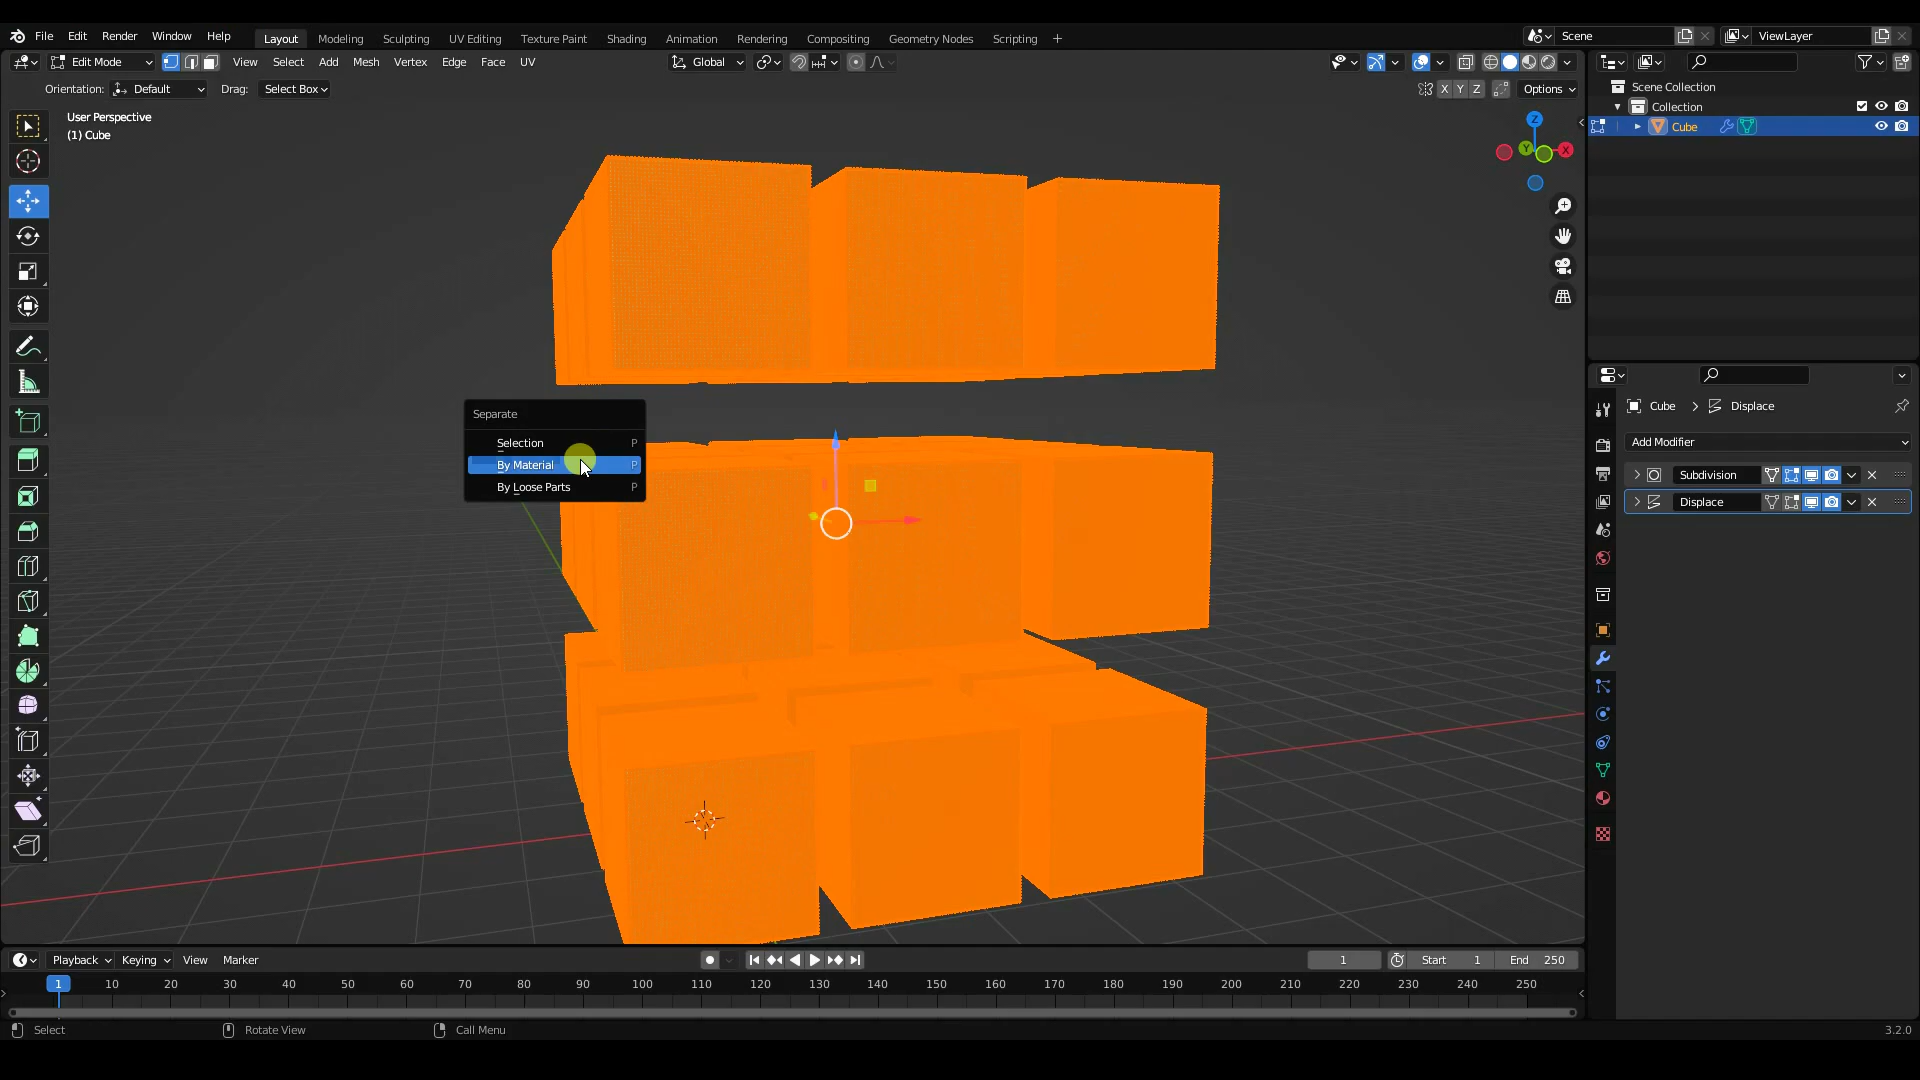 File Edit Render Window Help Layout Modeling Sculpting UV Editing Texture Paint Shading Animation Rendering Compositing Geometry Nodes Scripting + Scene ViewLayer
Edit Mode View Select Add Mesh Vertex Edge Face UV Global
Orientation: Default Drag: Select Box X Y Z Options
Scene Collection
Collection
Cube
User Perspective
(1) Cube
Z
Y
X
Separate
Selection P
By Material P
By Loose Parts P
Cube > Displace
Add Modifier
Subdivision
Displace
Playback Keying View Marker 1 Start 1 End 250
1 10 20 30 40 50 60 70 80 90 100 110 120 130 140 150 160 170 180 190 200 210 220 230 240 250
Select Rotate View Call Menu 3.2.0